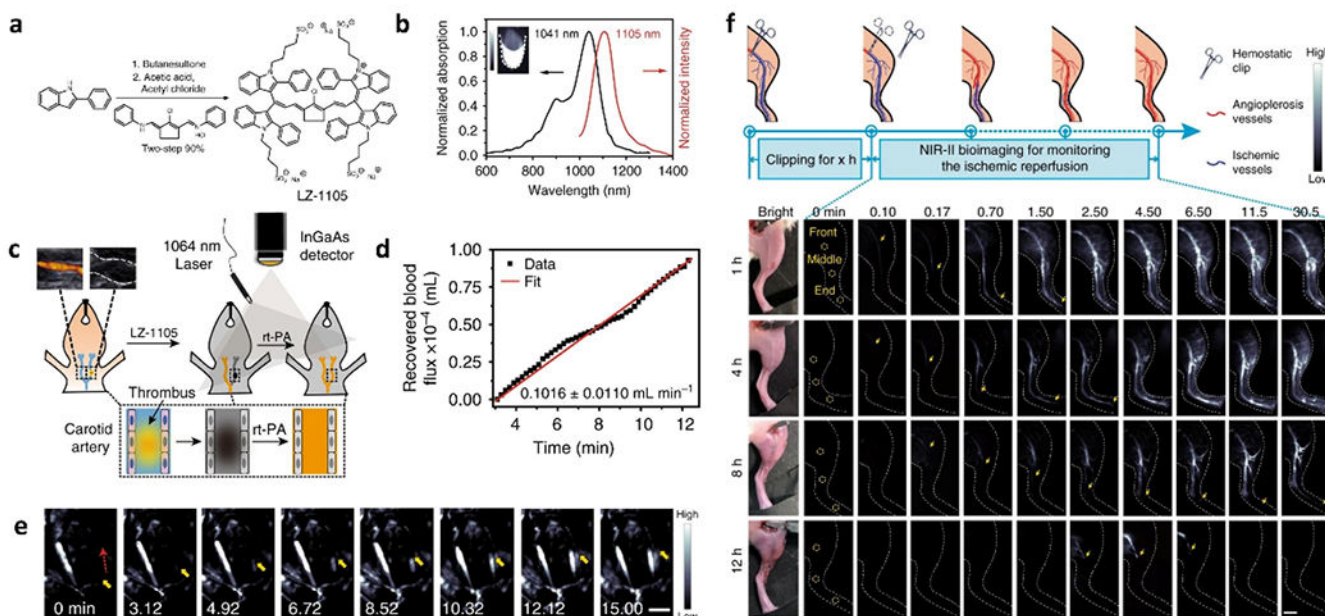 a
1. Butanesultone
2. Acetic acid,
Acetyl chloride
Two-step 90%
LZ-1105
b
Normalized absorption
1.0
0.8
0.6
0.4
0.2
0.0
1041 nm
1105 nm
Normalized intensity
600 800 1000 1200 1400
Wavelength (nm)
c
1064 nm
Laser
InGaAs
detector
LZ-1105
rt-PA
Thrombus
Carotid
artery
rt-PA
d
Recovered blood
flux ×10⁻⁴ (mL)
1.00
0.75
0.50
0.25
0.00
Data
Fit
0.1016 ± 0.0110 mL min⁻¹
4 6 8 10 12
Time (min)
e
0 min 3.12 4.92 6.72 8.52 10.32 12.12 15.00
High
Low
f
Hemostatic
clip
Angioplerosis
vessels
Ischemic
vessels
High
Low
Clipping for x h
NIR-II bioimaging for monitoring
the ischemic reperfusion
Bright 0 min 0.10 0.17 0.70 1.50 2.50 4.50 6.50 11.5 30.5
1 h
Front
Middle
End
4 h
8 h
12 h